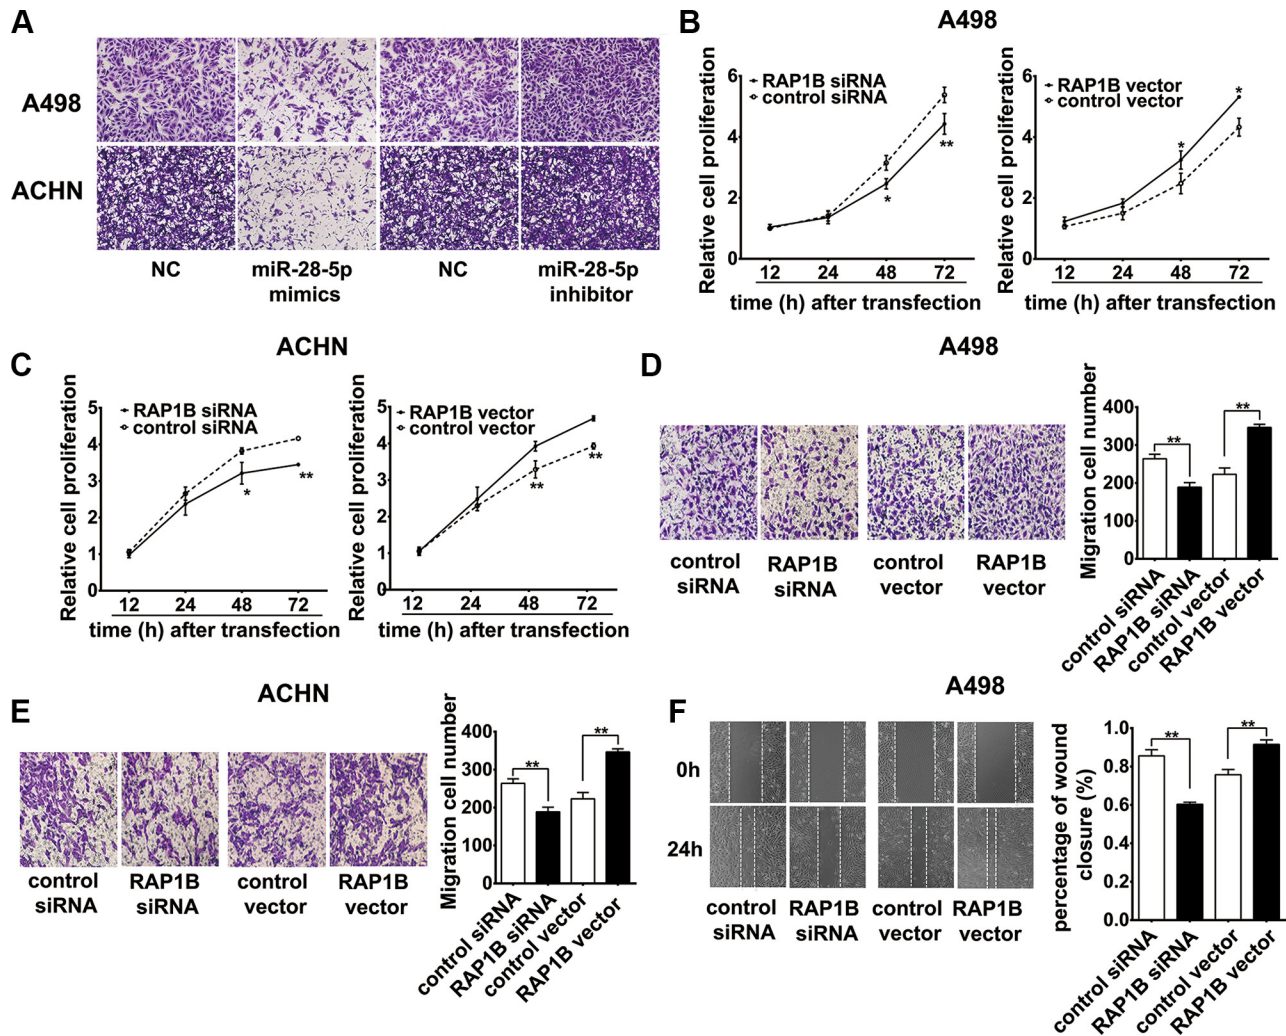 A
A498
ACHN
NC
miR-28-5p
mimics
NC
miR-28-5p
inhibitor
B
A498
Relative cell proliferation
6
4
2
0
RAP1B siRNA
control siRNA
*
**
12 24 48 72
time (h) after transfection
Relative cell proliferation
6
4
2
0
RAP1B vector
control vector
*
*
12 24 48 72
time (h) after transfection
C
ACHN
Relative cell proliferation
5
4
3
2
1
0
RAP1B siRNA
control siRNA
*
**
12 24 48 72
time (h) after transfection
Relative cell proliferation
5
4
3
2
1
0
RAP1B vector
control vector
**
**
12 24 48 72
time (h) after transfection
D
A498
control
siRNA
RAP1B
siRNA
control
vector
RAP1B
vector
Migration cell number
400
300
200
100
0
**
**
control siRNA
RAP1B siRNA
control vector
RAP1B vector
E
ACHN
control
siRNA
RAP1B
siRNA
control
vector
RAP1B
vector
Migration cell number
400
300
200
100
0
**
**
control siRNA
RAP1B siRNA
control vector
RAP1B vector
F
A498
0h
24h
control
siRNA
RAP1B
siRNA
control
vector
RAP1B
vector
percentage of wound
closure (%)
1.0
0.8
0.6
0.4
0.2
0.0
**
**
control siRNA
RAP1B siRNA
control vector
RAP1B vector